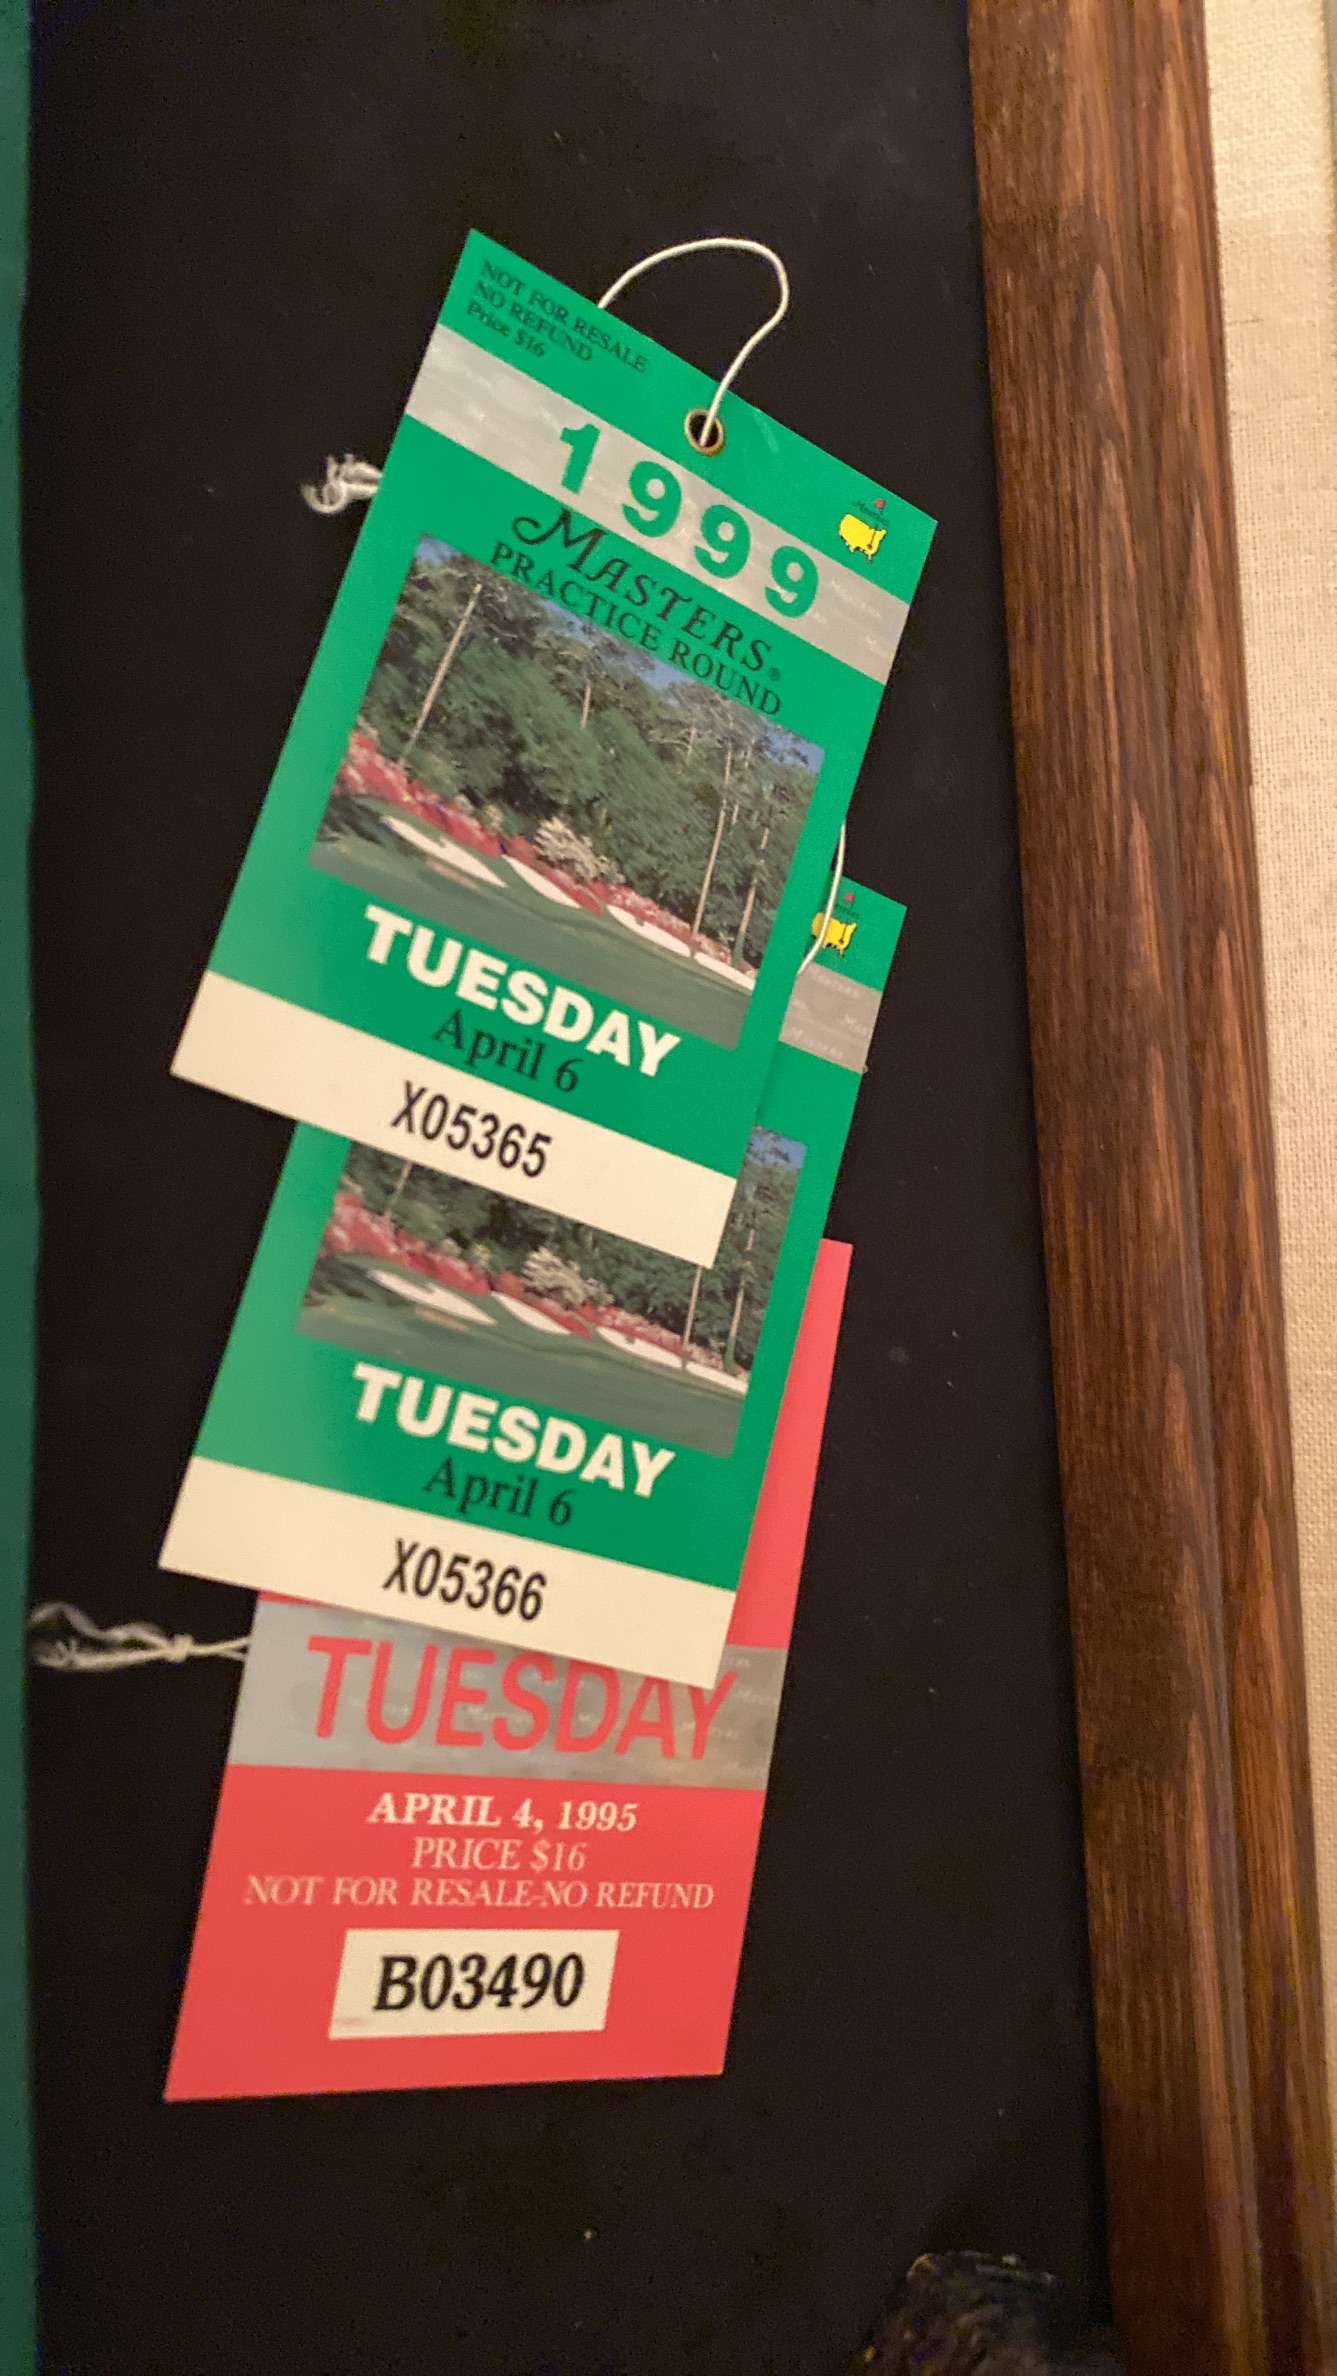 NOT FOR RESALE
NO REFUND
Price $16
1999
Masters
MASTERS®
PRACTICE ROUND
TUESDAY
April 6
X05365
TUESDAY
April 6
X05366
TUESDAY
APRIL 4, 1995
PRICE $16
NOT FOR RESALE-NO REFUND
B03490